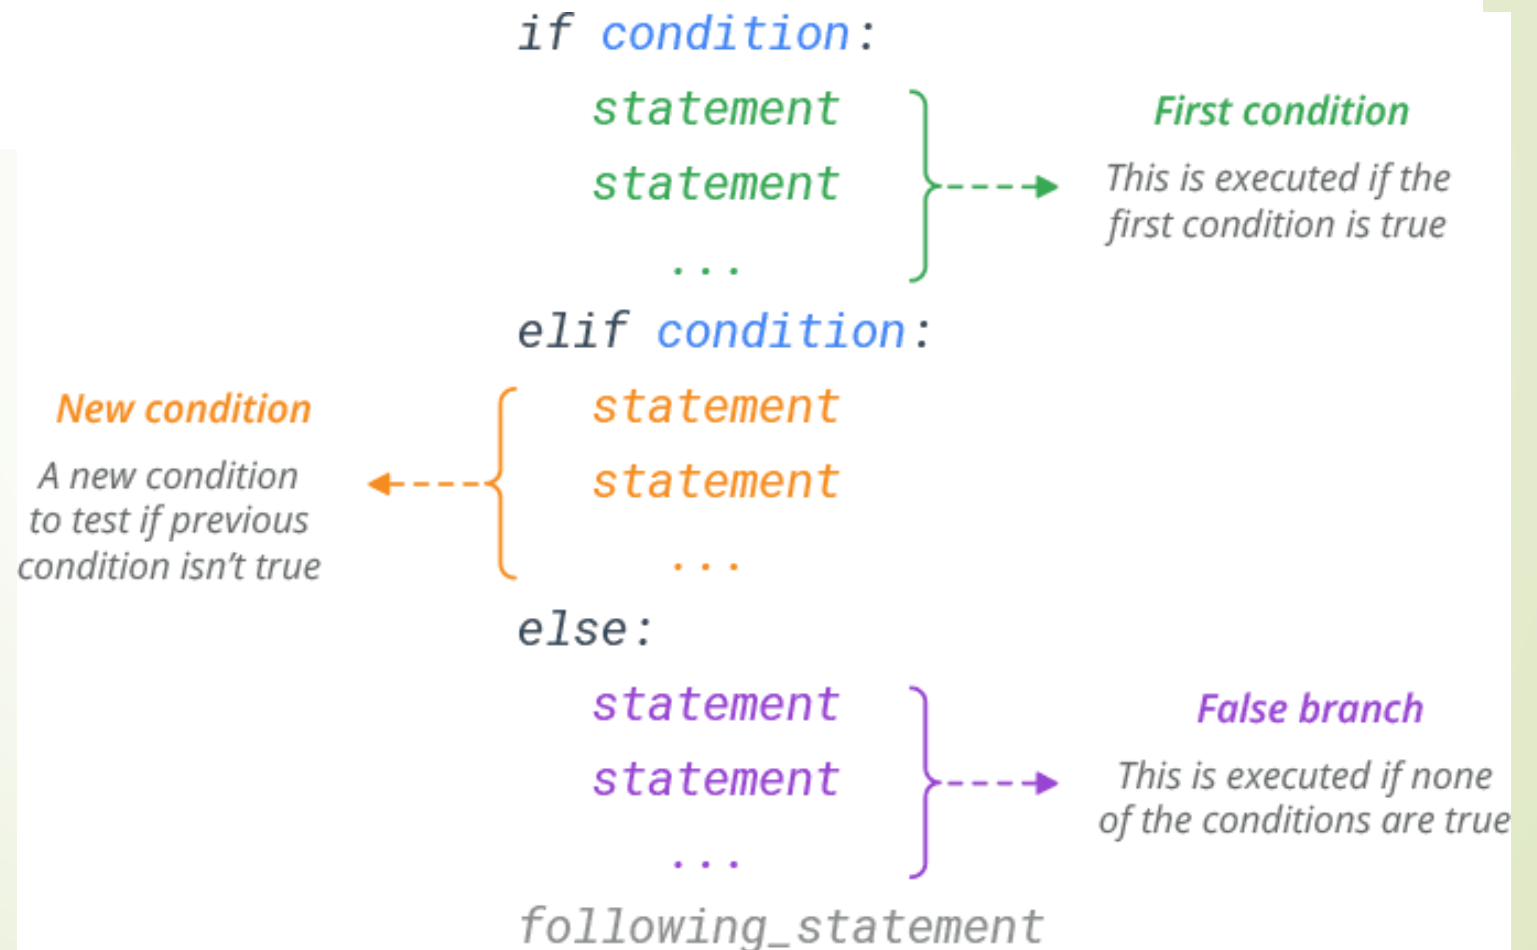 if condition:
statement
statement
...
First condition
This is executed if the
first condition is true
elif condition:
statement
statement
...
New condition
A new condition
to test if previous
condition isn’t true
else:
statement
statement
...
False branch
This is executed if none
of the conditions are true
following_statement